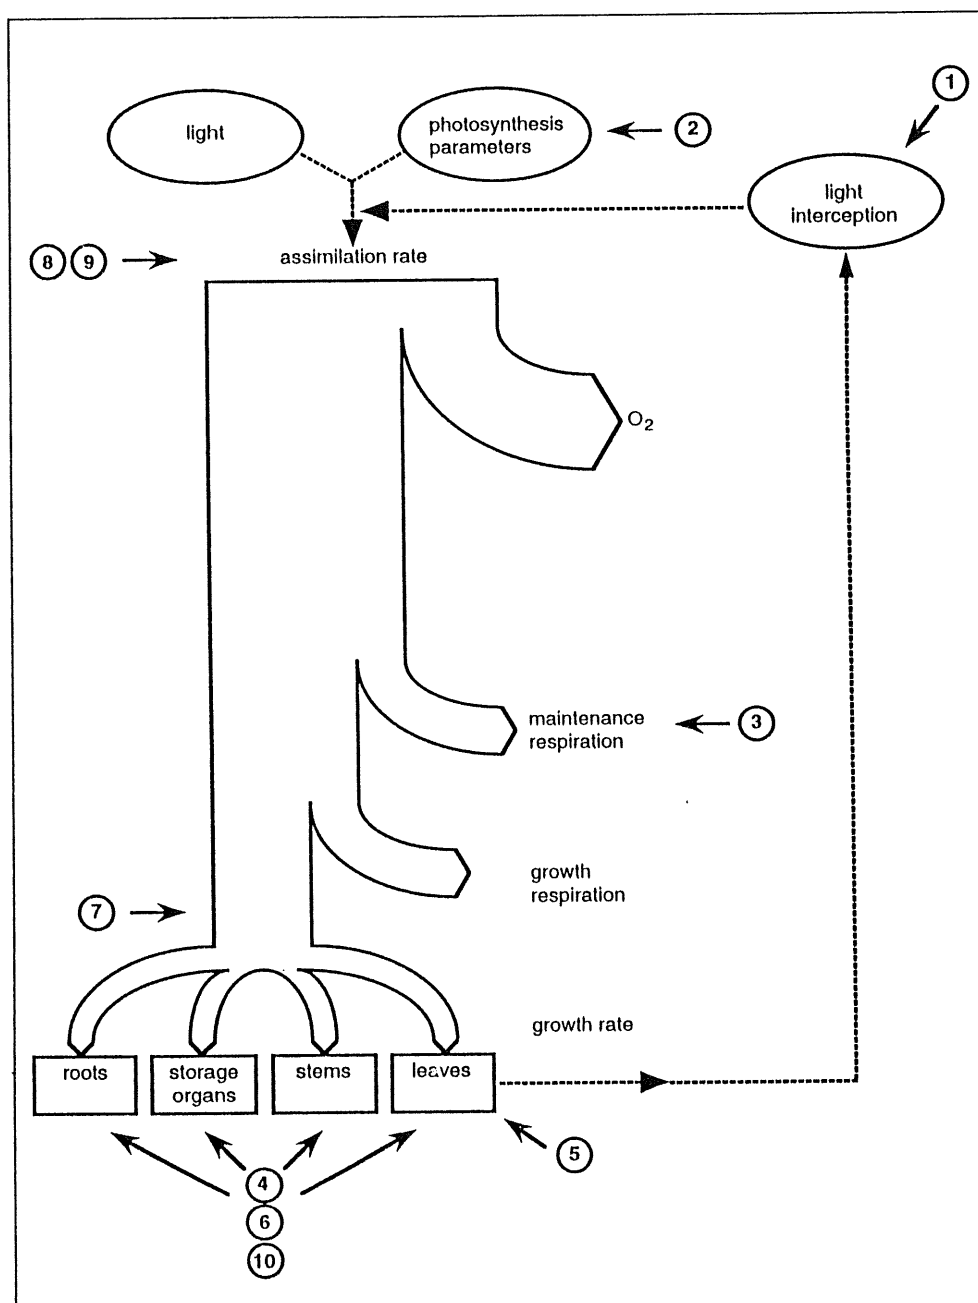 1
light
photosynthesis
parameters
2
light
interception
8 9
assimilation rate
O2
maintenance
respiration
3
growth
respiration
7
growth rate
roots
storage
organs
stems
leaves
5
4
6
10